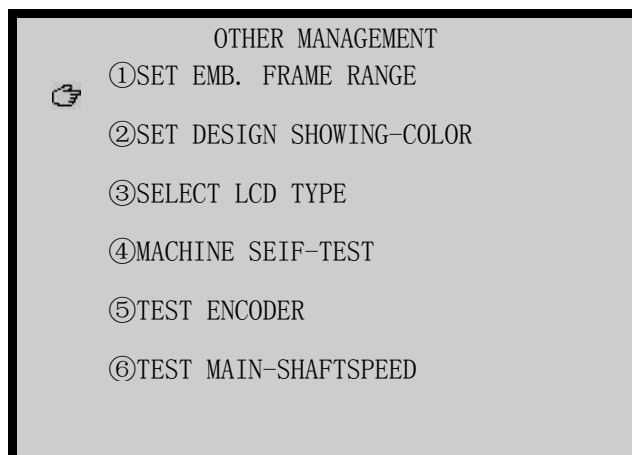 OTHER MANAGEMENT
①SET EMB. FRAME RANGE
②SET DESIGN SHOWING-COLOR
③SELECT LCD TYPE
④MACHINE SEIF-TEST
⑤TEST ENCODER
⑥TEST MAIN-SHAFTSPEED